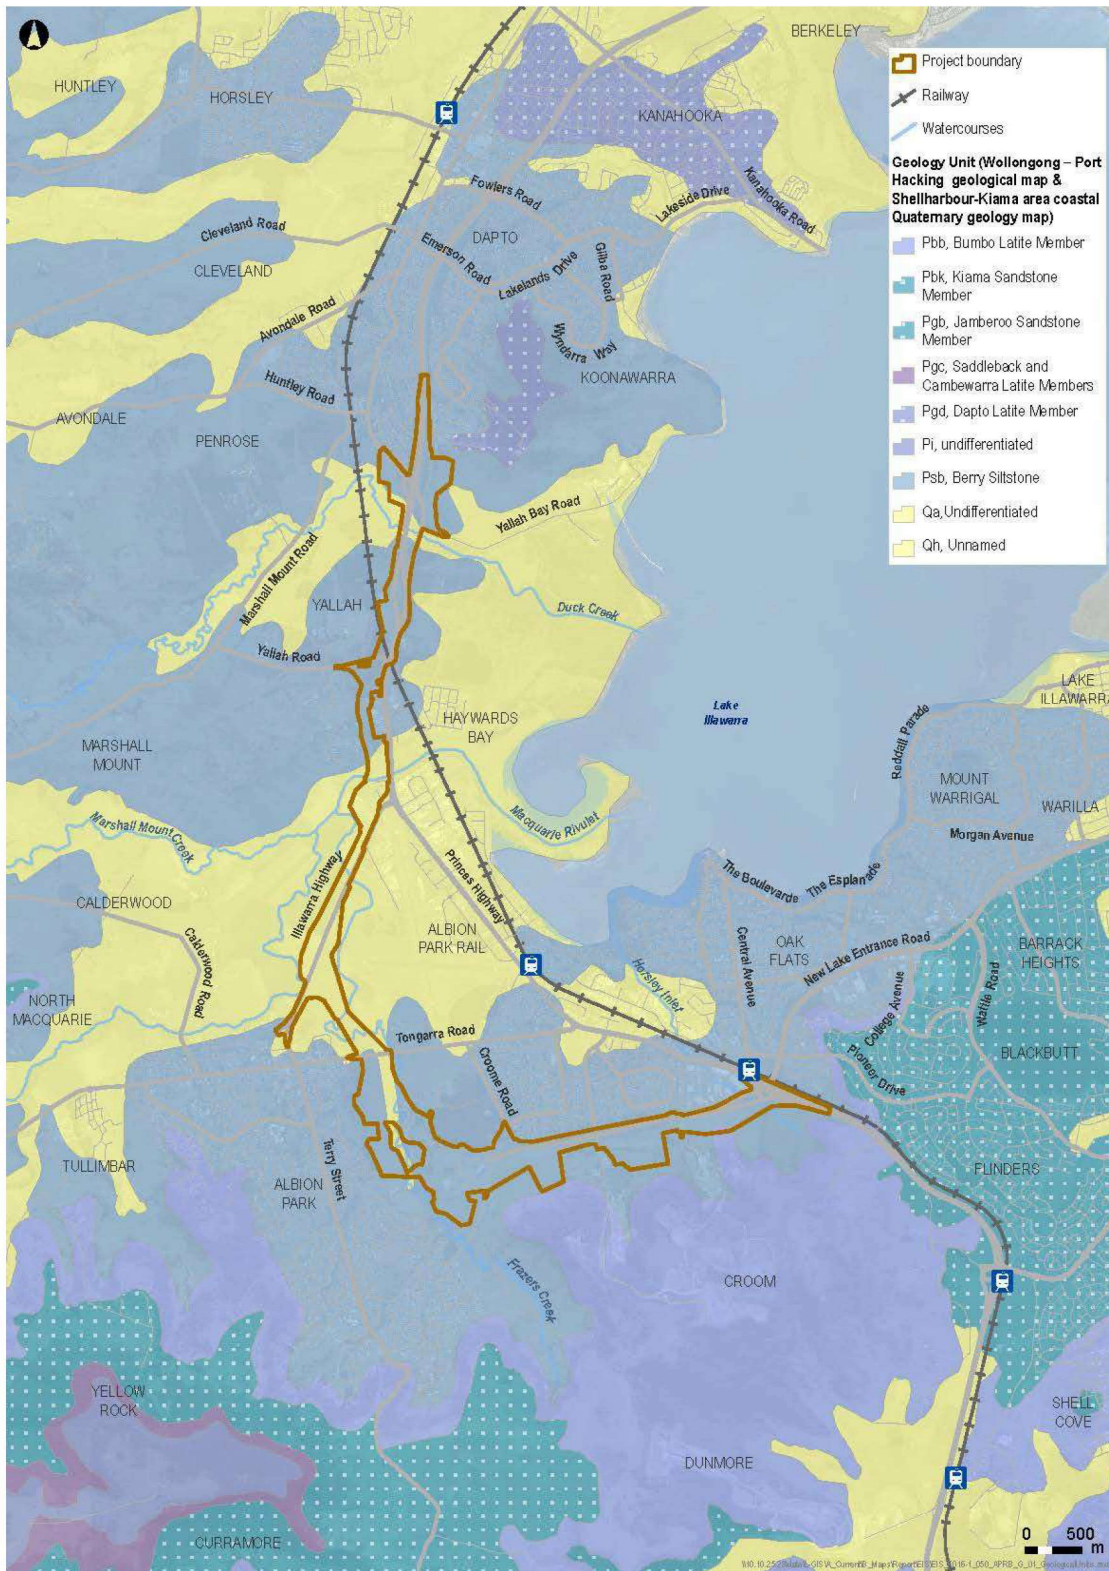 BERKELEY
HUNTLEY
HORSLEY
KANAHOOKA
Project boundary
Railway
Watercourses
Geology Unit (Wollongong – Port
Hacking geological map &
Shellharbour-Kiama area coastal
Quaternary geology map)
Pbb, Bumbo Latite Member
Pbk, Kiama Sandstone
Member
Pgb, Jamberoo Sandstone
Member
Pgc, Saddleback and
Cambewarra Latite Members
Pgd, Dapto Latite Member
Pi, undifferentiated
Psb, Berry Siltstone
Qa,Undifferentiated
Qh, Unnamed
Fowlers Road
Kanahooka Road
Lakeside Drive
Cleveland Road
DAPTO
Emerson Road
Gilba Road
CLEVELAND
Lakelands Drive
Avondale Road
Wyndarra Way
Huntley Road
KOONAWARRA
AVONDALE
PENROSE
Yallah Bay Road
Marshall Mount Road
YALLAH
Duck Creek
Yallah Road
LAKE
ILLAWARRA
Lake
Illawarra
HAYWARDS
BAY
Reddall Parade
MARSHALL
MOUNT
MOUNT
WARRIGAL
WARILLA
Marshall Mount Creek
Macquarie Rivulet
Morgan Avenue
Illawarra Highway
Princes Highway
The Boulevarde
The Esplanade
CALDERWOOD
ALBION
PARK RAIL
Calderwood Road
Central Avenue
OAK
FLATS
New Lake Entrance Road
BARRACK
HEIGHTS
Horsley Inlet
College Avenue
Wattle Road
NORTH
MACQUARIE
Tongarra Road
Croome Road
BLACKBUTT
Pioneer Drive
TULLIMBAR
Terry Street
ALBION
PARK
FLINDERS
Frazers Creek
CROOM
YELLOW
ROCK
SHELL
COVE
DUNMORE
CURRAMORE
0 500
m